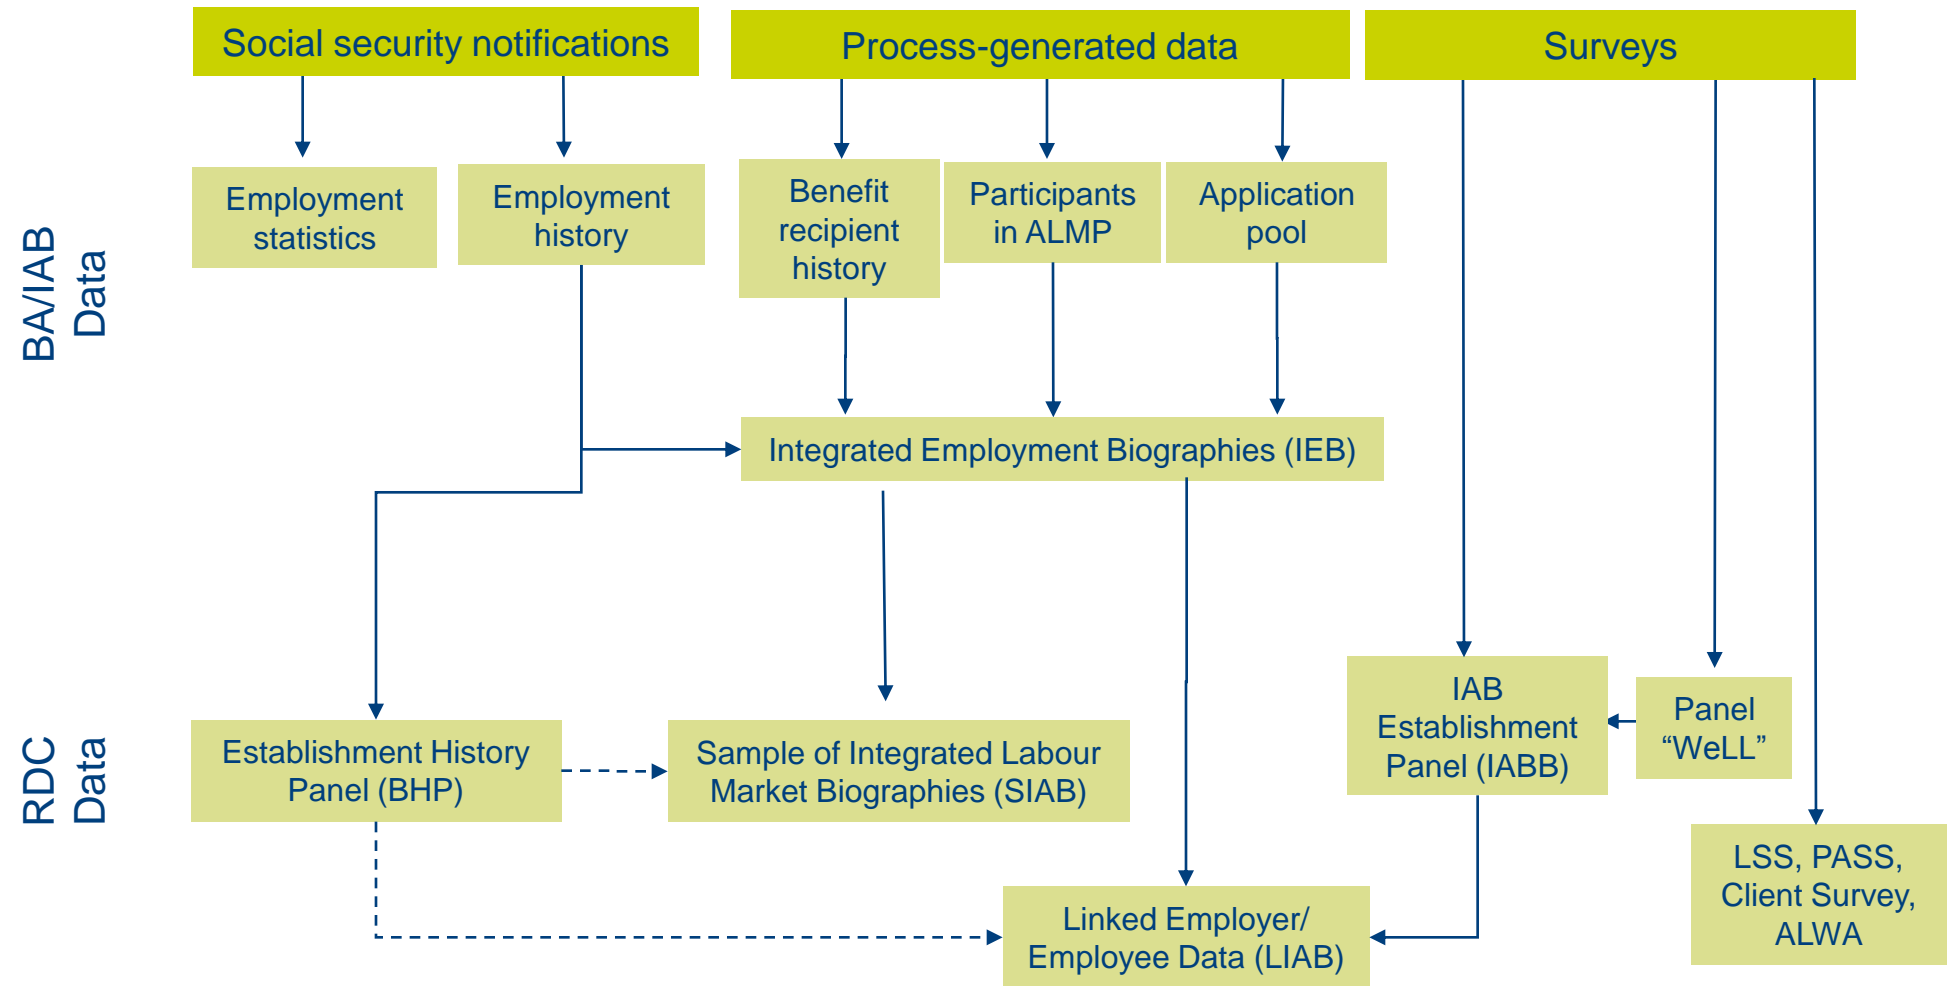 Social security notifications
Process-generated data
Surveys
BA/IAB
Data
Employment
statistics
Employment
history
Benefit
recipient
history
Participants
in ALMP
Application
pool
Integrated Employment Biographies (IEB)
RDC
Data
Establishment History
Panel (BHP)
Sample of Integrated Labour
Market Biographies (SIAB)
IAB
Establishment
Panel (IABB)
Panel
“WeLL”
LSS, PASS,
Client Survey,
ALWA
Linked Employer/
Employee Data (LIAB)